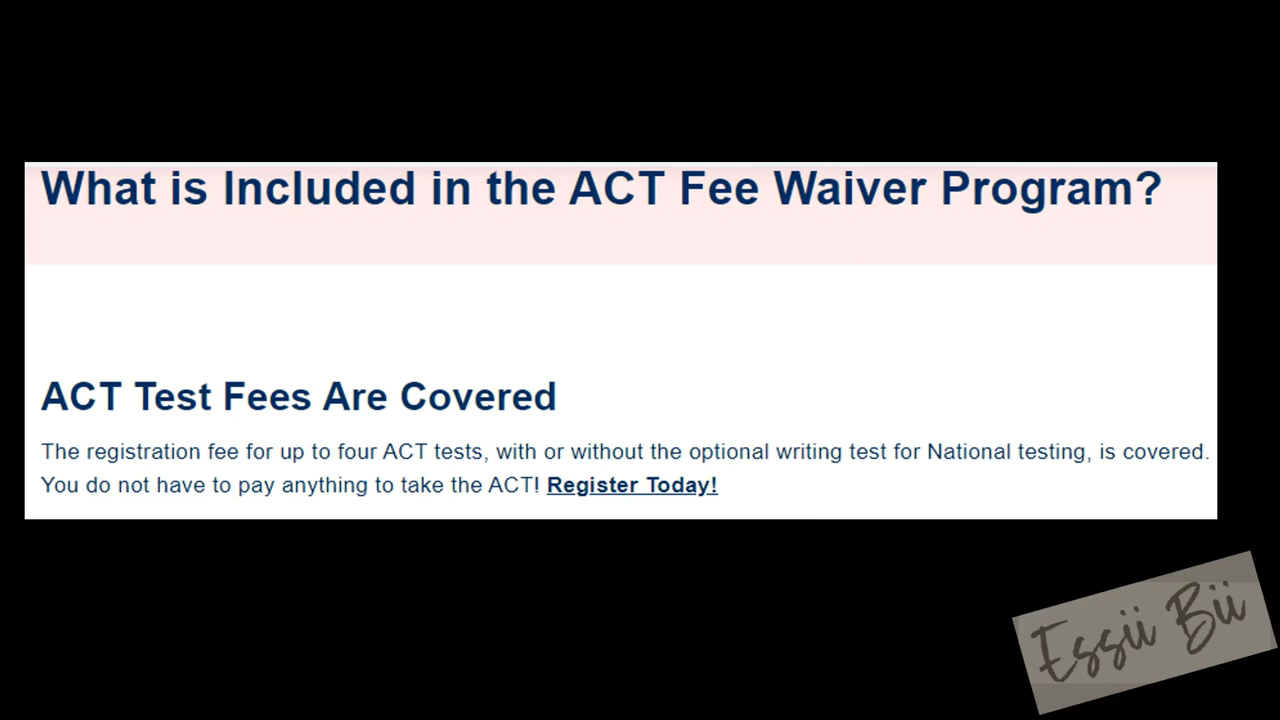 What is Included in the ACT Fee Waiver Program?
ACT Test Fees Are Covered
The registration fee for up to four ACT tests, with or without the optional writing test for National testing, is covered.
You do not have to pay anything to take the ACT! Register Today!
Essii Bii